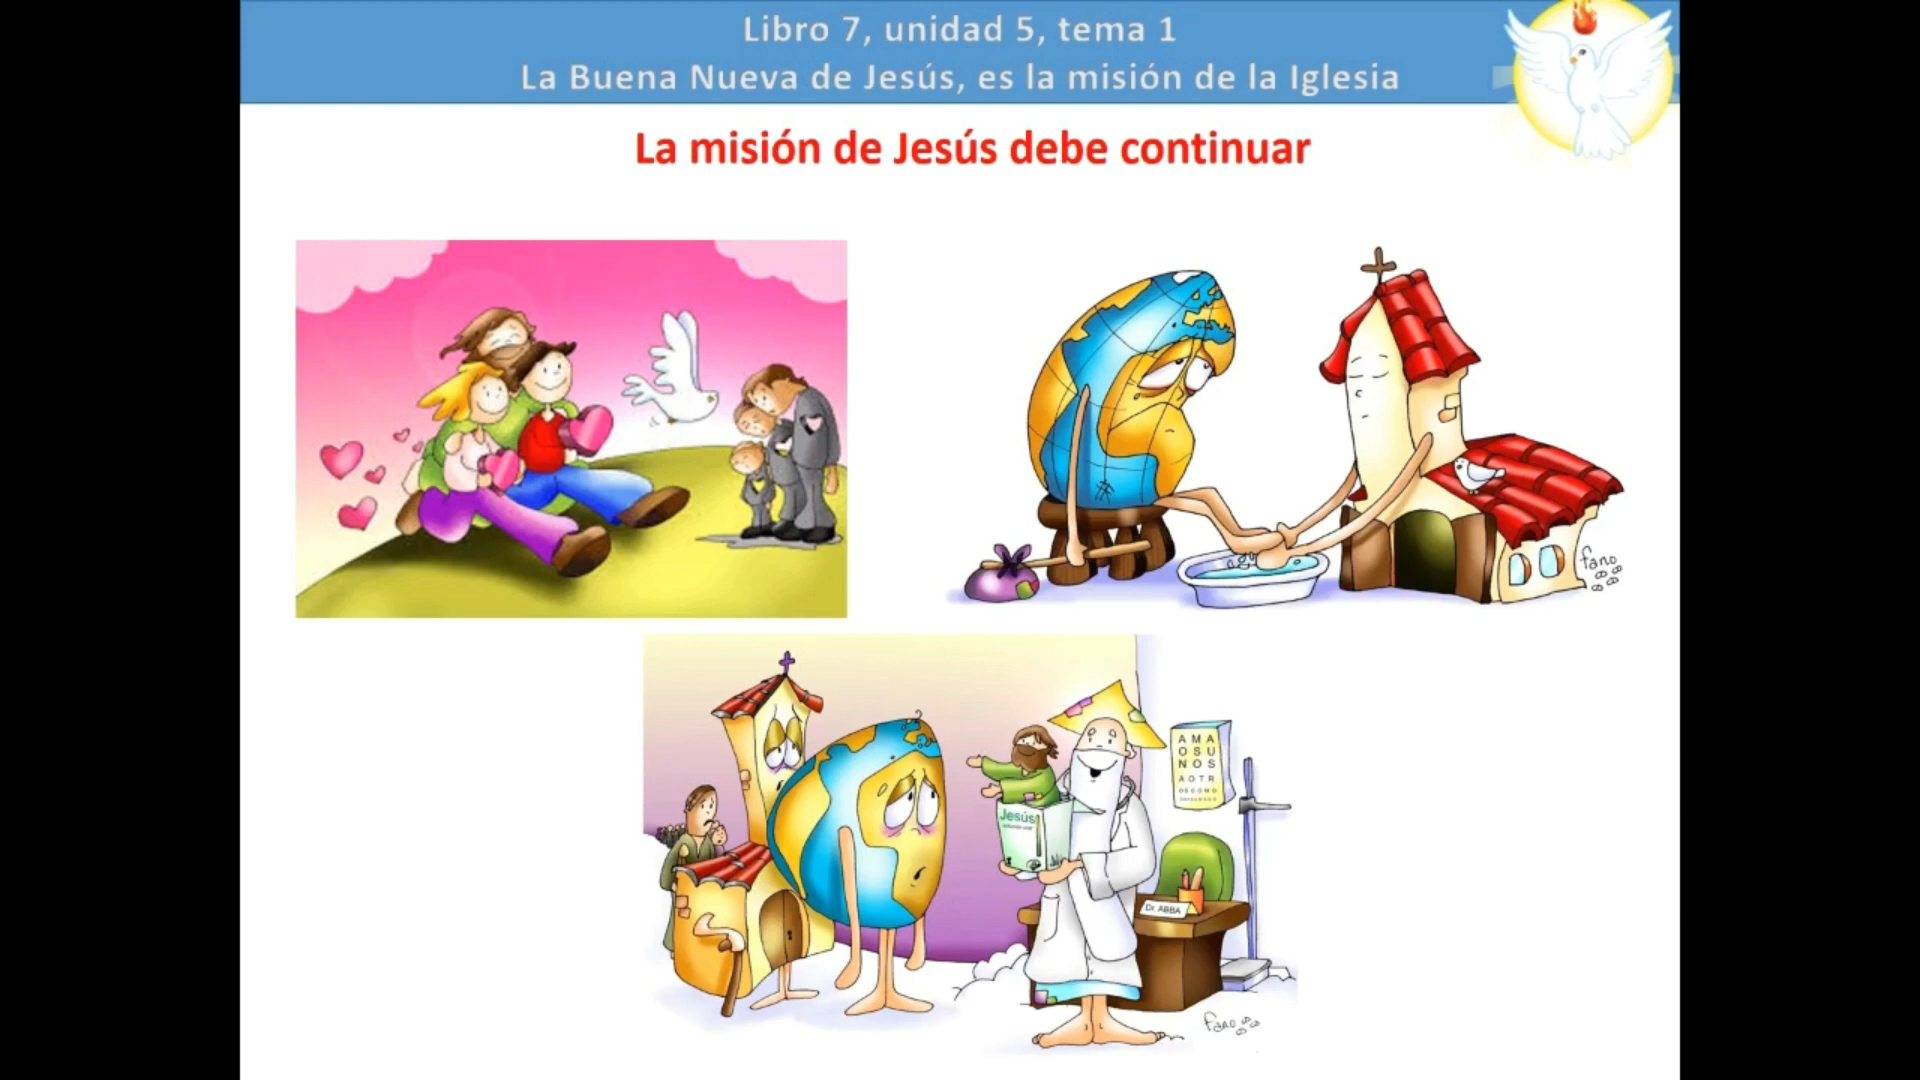 Libro 7, unidad 5, tema 1
La Buena Nueva de Jesús, es la misión de la Iglesia
La misión de Jesús debe continuar
fano
Jesús
A M A
O S U
N O S
A O T R
Dr. ABBA
fano